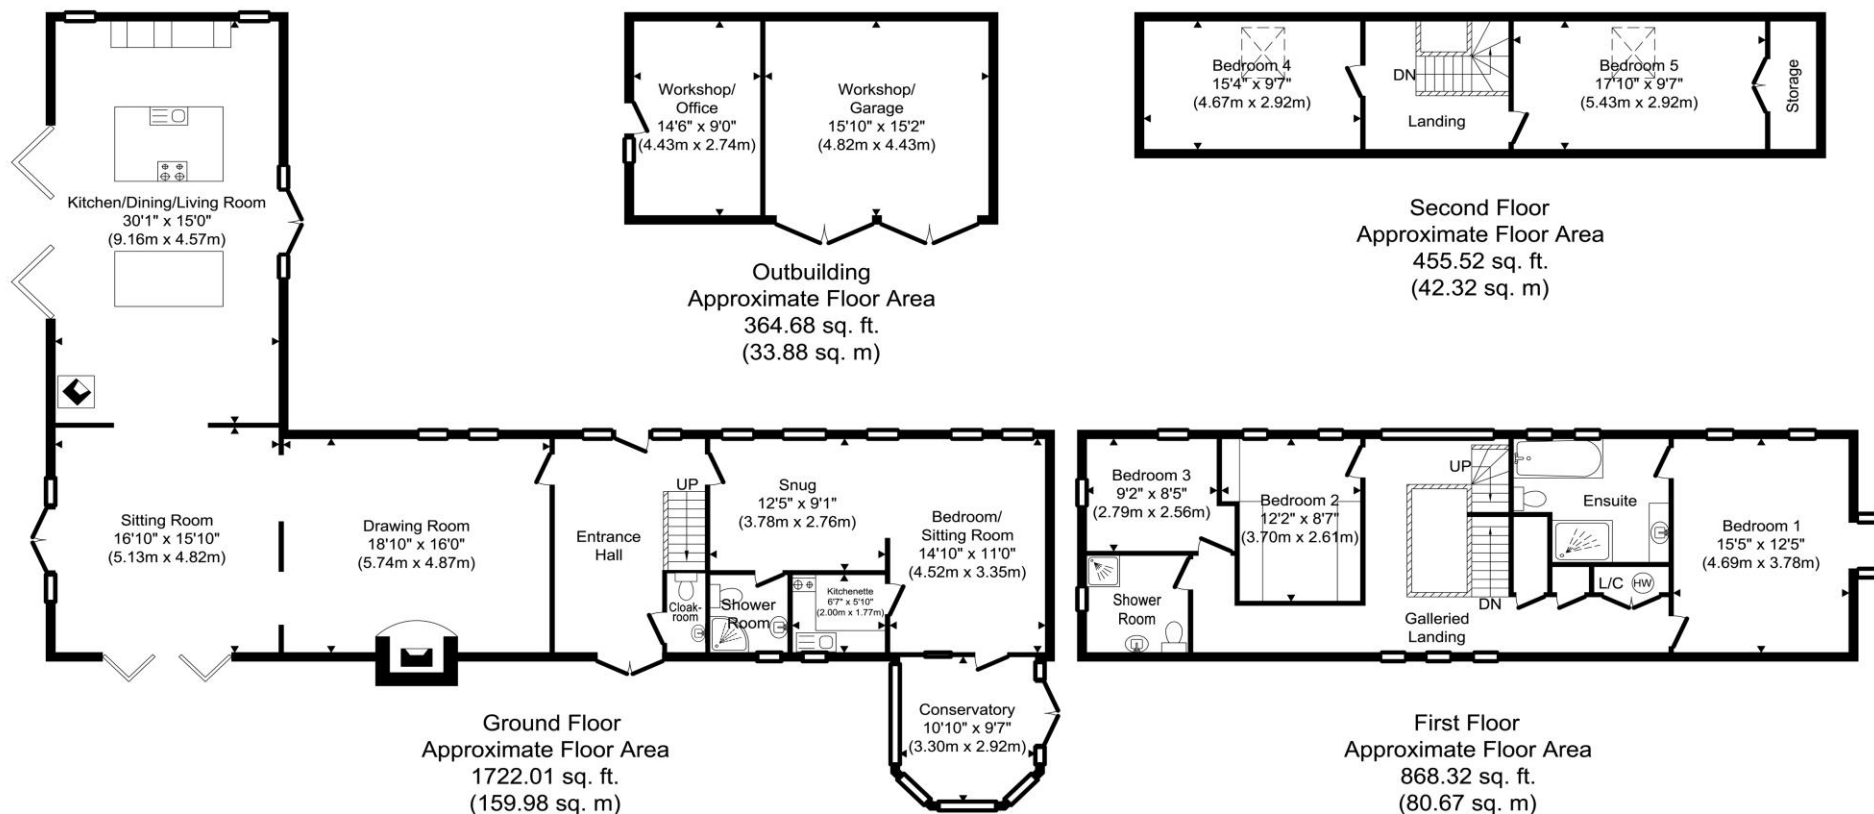 Kitchen/Dining/Living Room
30'1" x 15'0"
(9.16m x 4.57m)
Sitting Room
16'10" x 15'10"
(5.13m x 4.82m)
Drawing Room
18'10" x 16'0"
(5.74m x 4.87m)
Entrance
Hall
UP
Cloak-
room
Snug
12'5" x 9'1"
(3.78m x 2.76m)
Shower
Room
Kitchenette
6'7" x 5'10"
(2.00m x 1.77m)
Bedroom/
Sitting Room
14'10" x 11'0"
(4.52m x 3.35m)
Conservatory
10'10" x 9'7"
(3.30m x 2.92m)
Ground Floor
Approximate Floor Area
1722.01 sq. ft.
(159.98 sq. m)
Workshop/
Office
14'6" x 9'0"
(4.43m x 2.74m)
Workshop/
Garage
15'10" x 15'2"
(4.82m x 4.43m)
Outbuilding
Approximate Floor Area
364.68 sq. ft.
(33.88 sq. m)
Bedroom 4
15'4" x 9'7"
(4.67m x 2.92m)
DN
Landing
Bedroom 5
17'10" x 9'7"
(5.43m x 2.92m)
Storage
Second Floor
Approximate Floor Area
455.52 sq. ft.
(42.32 sq. m)
Bedroom 3
9'2" x 8'5"
(2.79m x 2.56m)
Shower
Room
Bedroom 2
12'2" x 8'7"
(3.70m x 2.61m)
UP
DN
Galleried
Landing
Ensuite
L/C
HW
Bedroom 1
15'5" x 12'5"
(4.69m x 3.78m)
First Floor
Approximate Floor Area
868.32 sq. ft.
(80.67 sq. m)